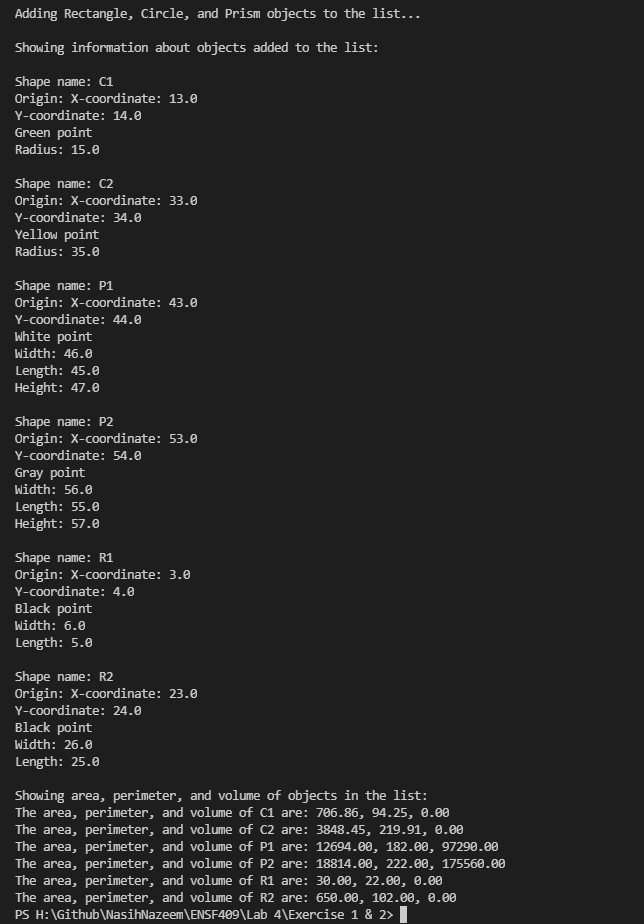 Adding Rectangle, Circle, and Prism objects to the list...
Showing information about objects added to the list:
Shape name: C1
Origin: X-coordinate: 13.0
Y-coordinate: 14.0
Green point
Radius: 15.0
Shape name: C2
Origin: X-coordinate: 33.0
Y-coordinate: 34.0
Yellow point
Radius: 35.0
Shape name: P1
Origin: X-coordinate: 43.0
Y-coordinate: 44.0
White point
Width: 46.0
Length: 45.0
Height: 47.0
Shape name: P2
Origin: X-coordinate: 53.0
Y-coordinate: 54.0
Gray point
Width: 56.0
Length: 55.0
Height: 57.0
Shape name: R1
Origin: X-coordinate: 3.0
Y-coordinate: 4.0
Black point
Width: 6.0
Length: 5.0
Shape name: R2
Origin: X-coordinate: 23.0
Y-coordinate: 24.0
Black point
Width: 26.0
Length: 25.0
Showing area, perimeter, and volume of objects in the list:
The area, perimeter, and volume of C1 are: 706.86, 94.25, 0.00
The area, perimeter, and volume of C2 are: 3848.45, 219.91, 0.00
The area, perimeter, and volume of P1 are: 12694.00, 182.00, 97290.00
The area, perimeter, and volume of P2 are: 18814.00, 222.00, 175560.00
The area, perimeter, and volume of R1 are: 30.00, 22.00, 0.00
The area, perimeter, and volume of R2 are: 650.00, 102.00, 0.00
PS H:\Github\NasihNazeem\ENSF409\Lab 4\Exercise 1 & 2>